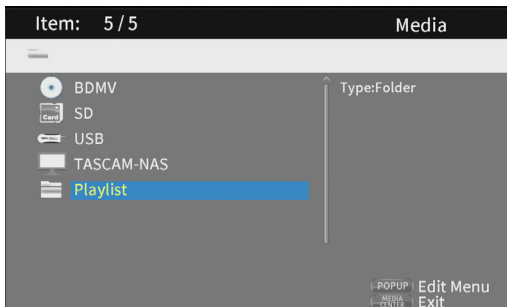 Item: 5/5 Media
BDMV Type:Folder
Card SD
USB
TASCAM-NAS
Playlist
POPUP Edit Menu
MEDIA CENTER Exit